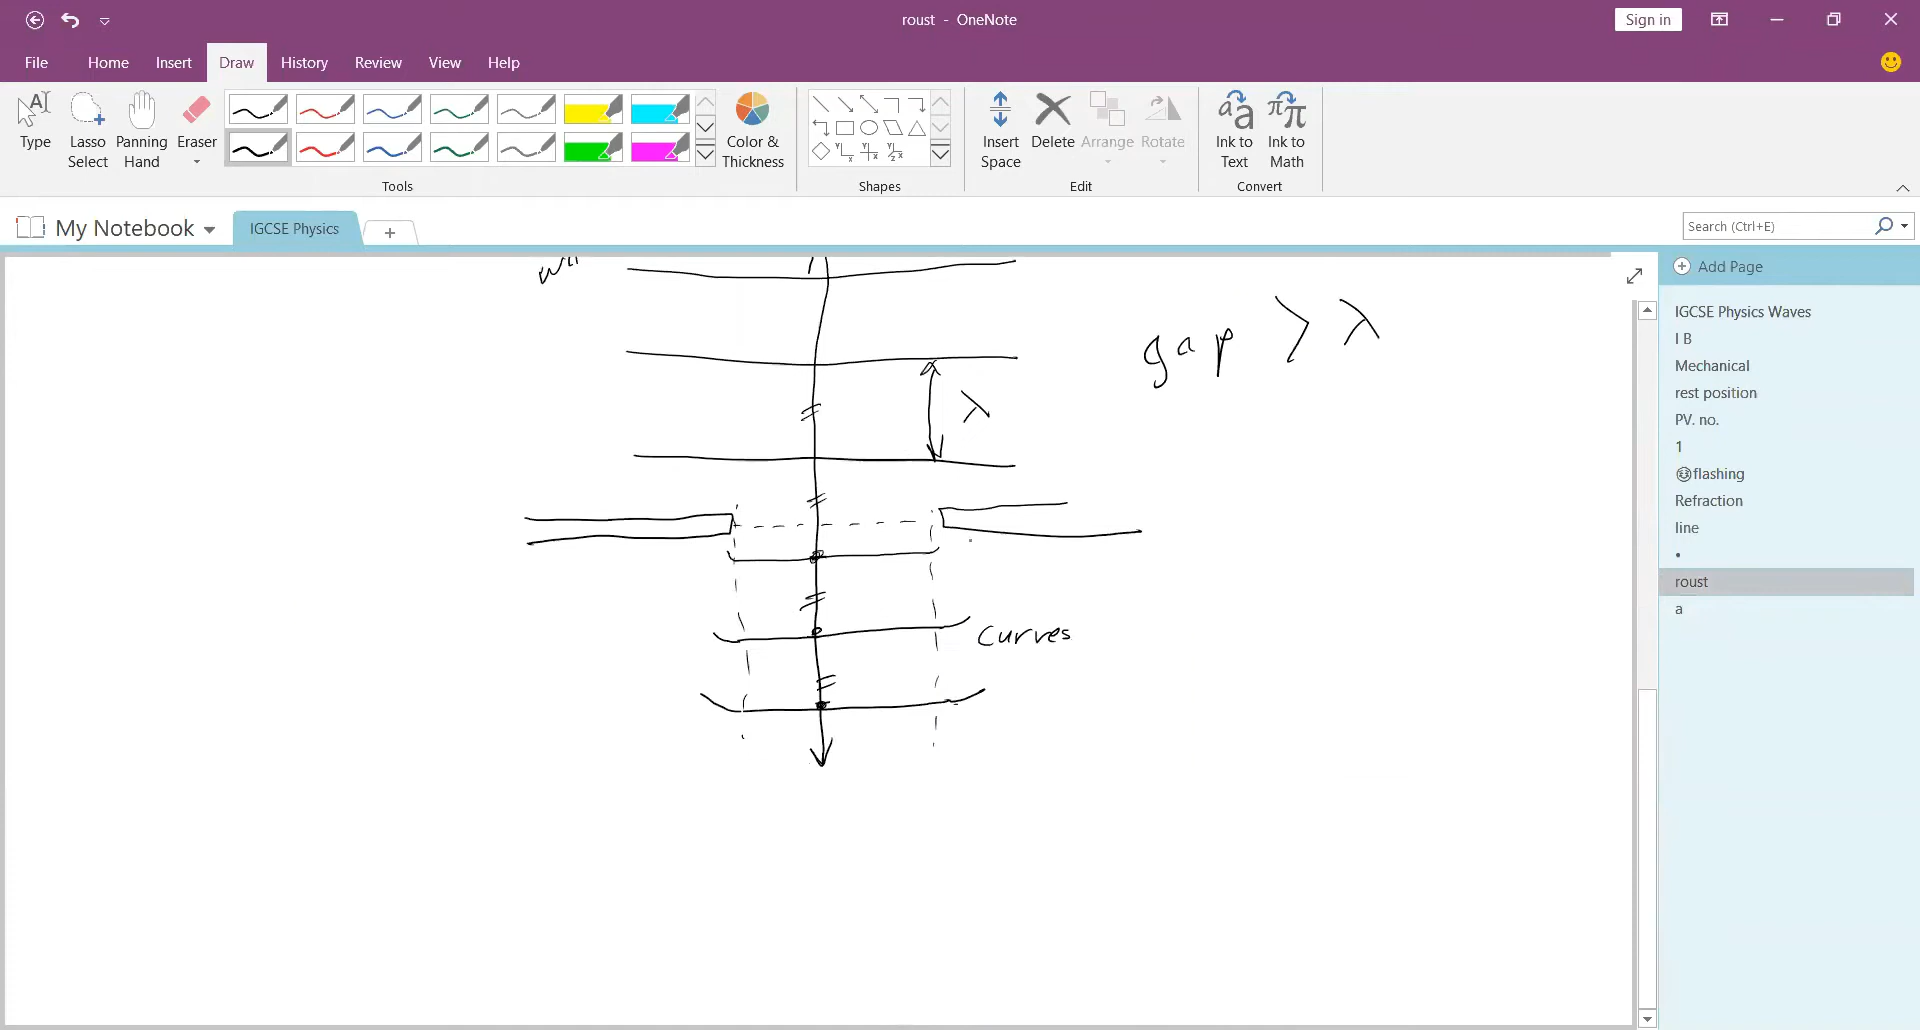 roust - OneNote
Sign in
File Home Insert Draw History Review View Help
Type
Lasso Select
Panning Hand
Eraser
Color & Thickness
Insert Space
Delete
Arrange
Rotate
Ink to Text
Ink to Math
Tools
Shapes
Edit
Convert
My Notebook
IGCSE Physics
Search (Ctrl+E)
Add Page
IGCSE Physics Waves
I B
Mechanical
rest position
PV. no.
1
flashing
Refraction
line
•
roust
a
gap > λ
λ
curves